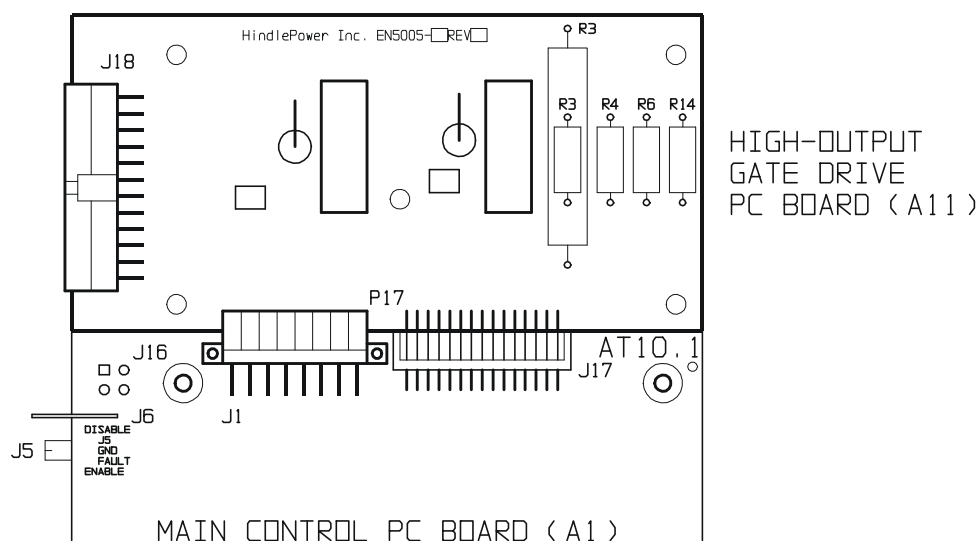 HindlePower Inc. EN5005-□REV□
R3
J18
R3 R4 R6 R14
HIGH-OUTPUT
GATE DRIVE
PC BOARD (A11)
P17
AT10.1
J16
J17
J6
J1
DISABLE
J5
J5
GND
FAULT
ENABLE
MAIN CONTROL PC BOARD (A1)